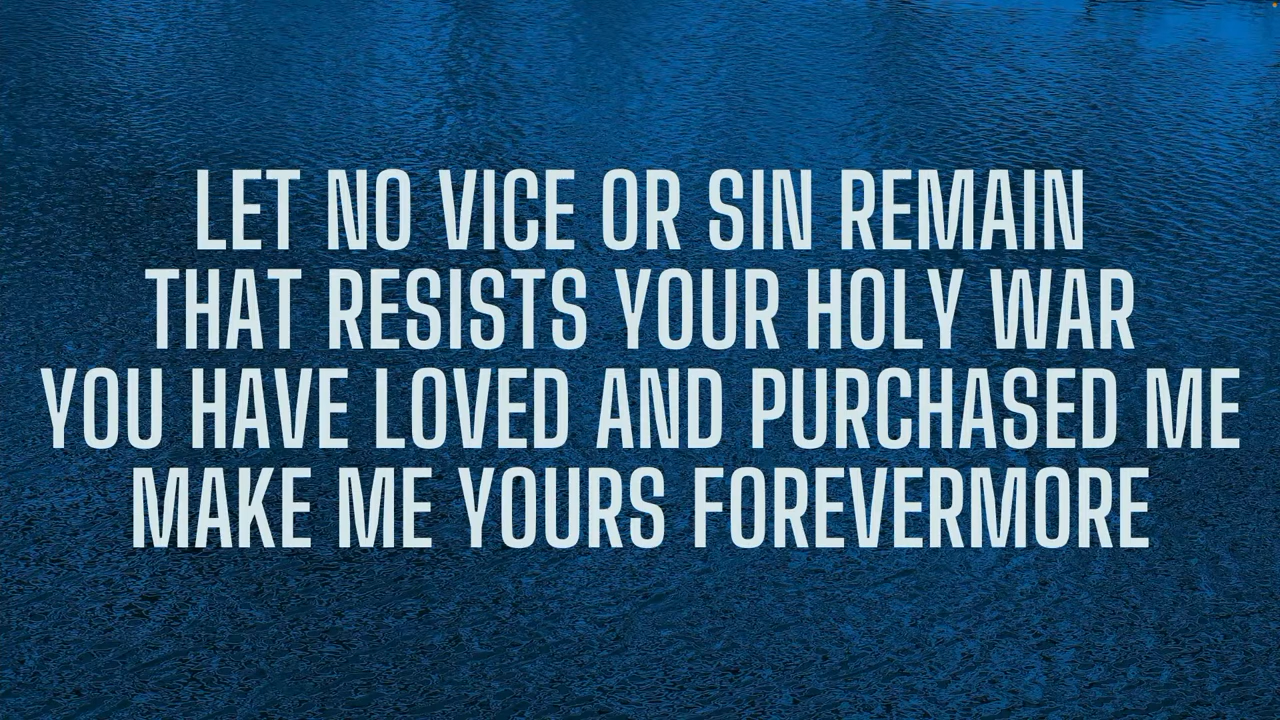 LET NO VICE OR SIN REMAIN
THAT RESISTS YOUR HOLY WAR
YOU HAVE LOVED AND PURCHASED ME
MAKE ME YOURS FOREVERMORE